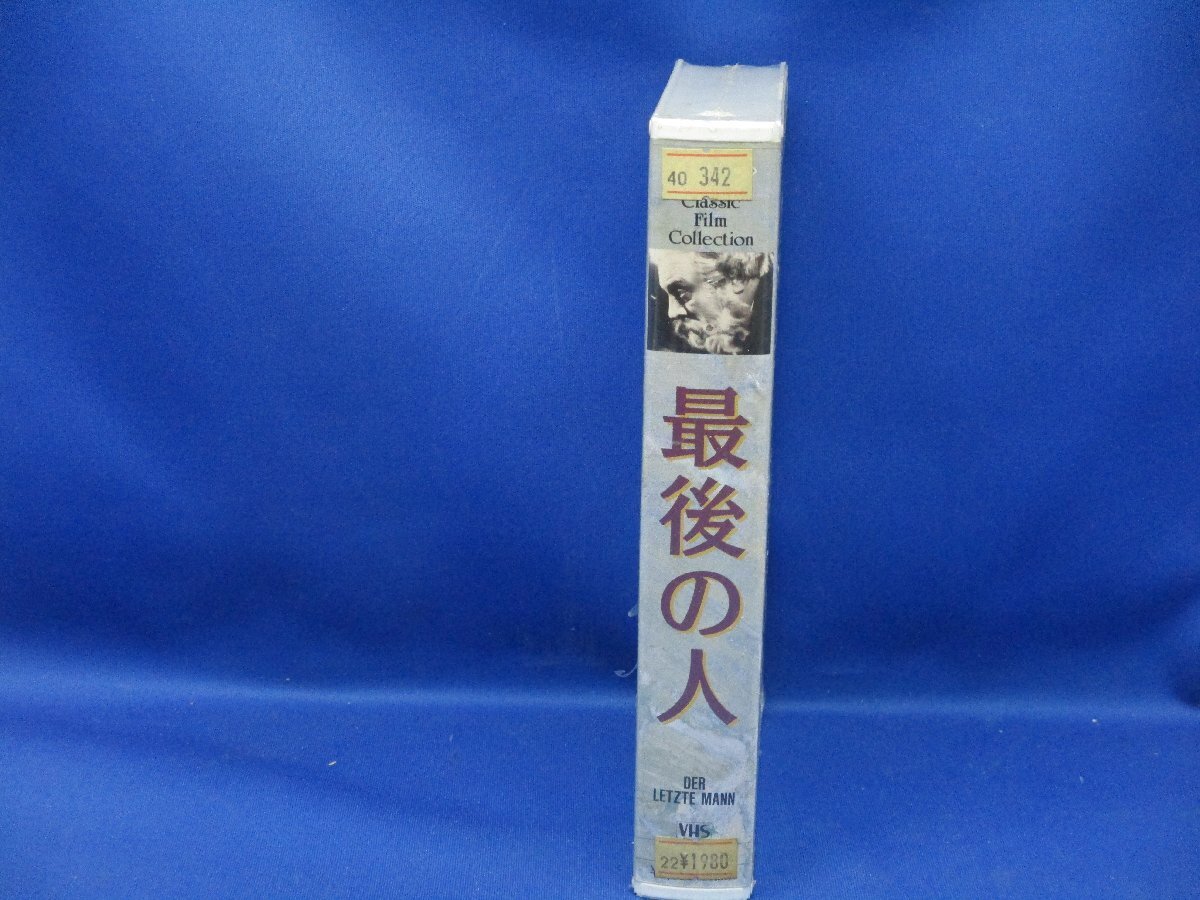 40 342
Classic
Film
Collection
最後の人
DER
LETZTE MANN
VHS
22¥1980